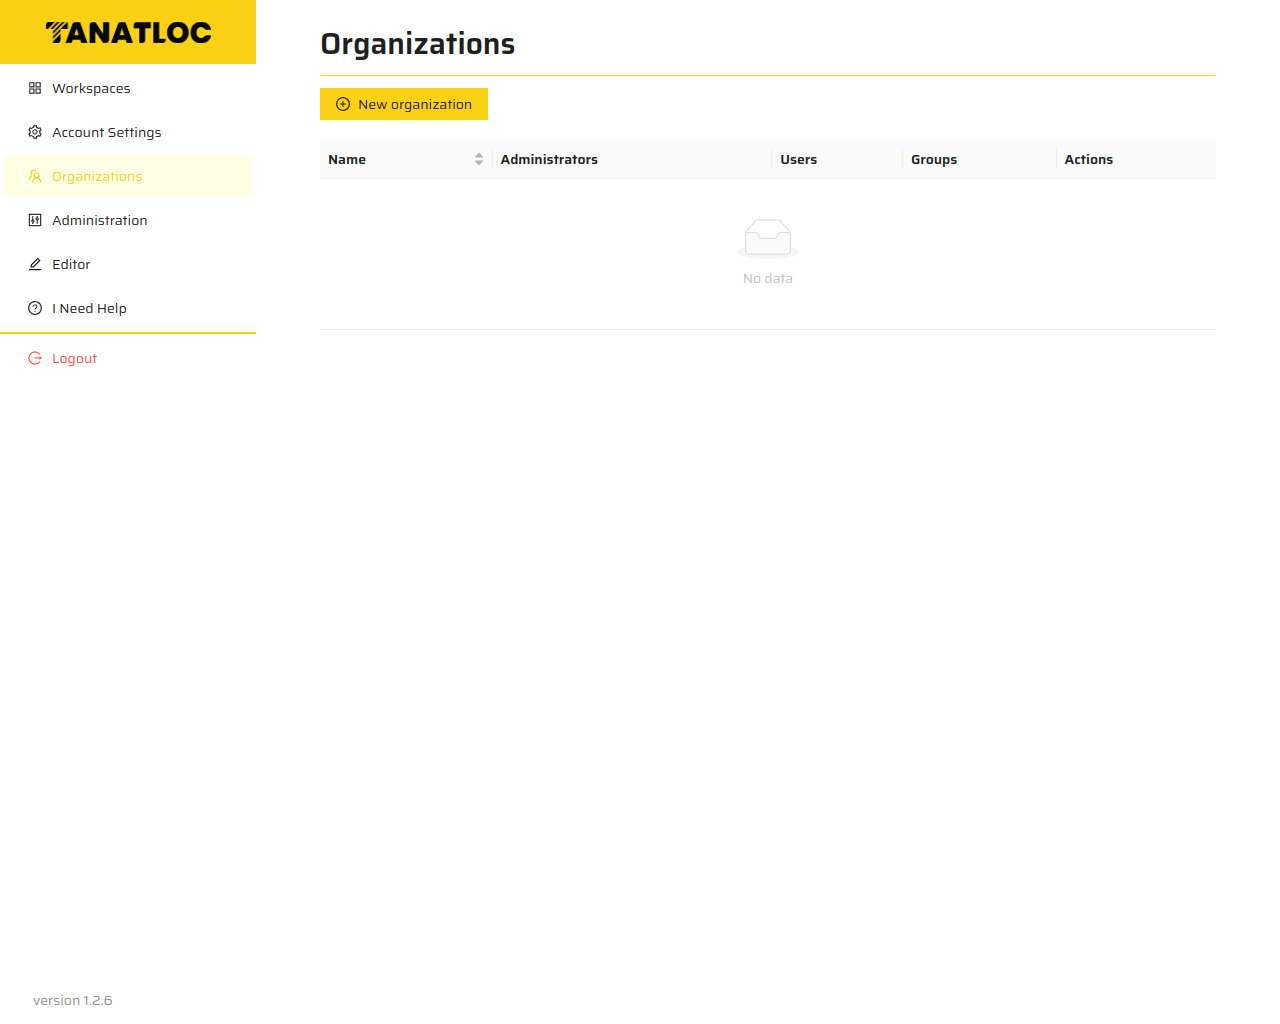 TANATLOC
Workspaces
Account Settings
Organizations
Administration
Editor
I Need Help
Logout
version 1.2.6
Organizations
New organization
Name Administrators Users Groups Actions
No data